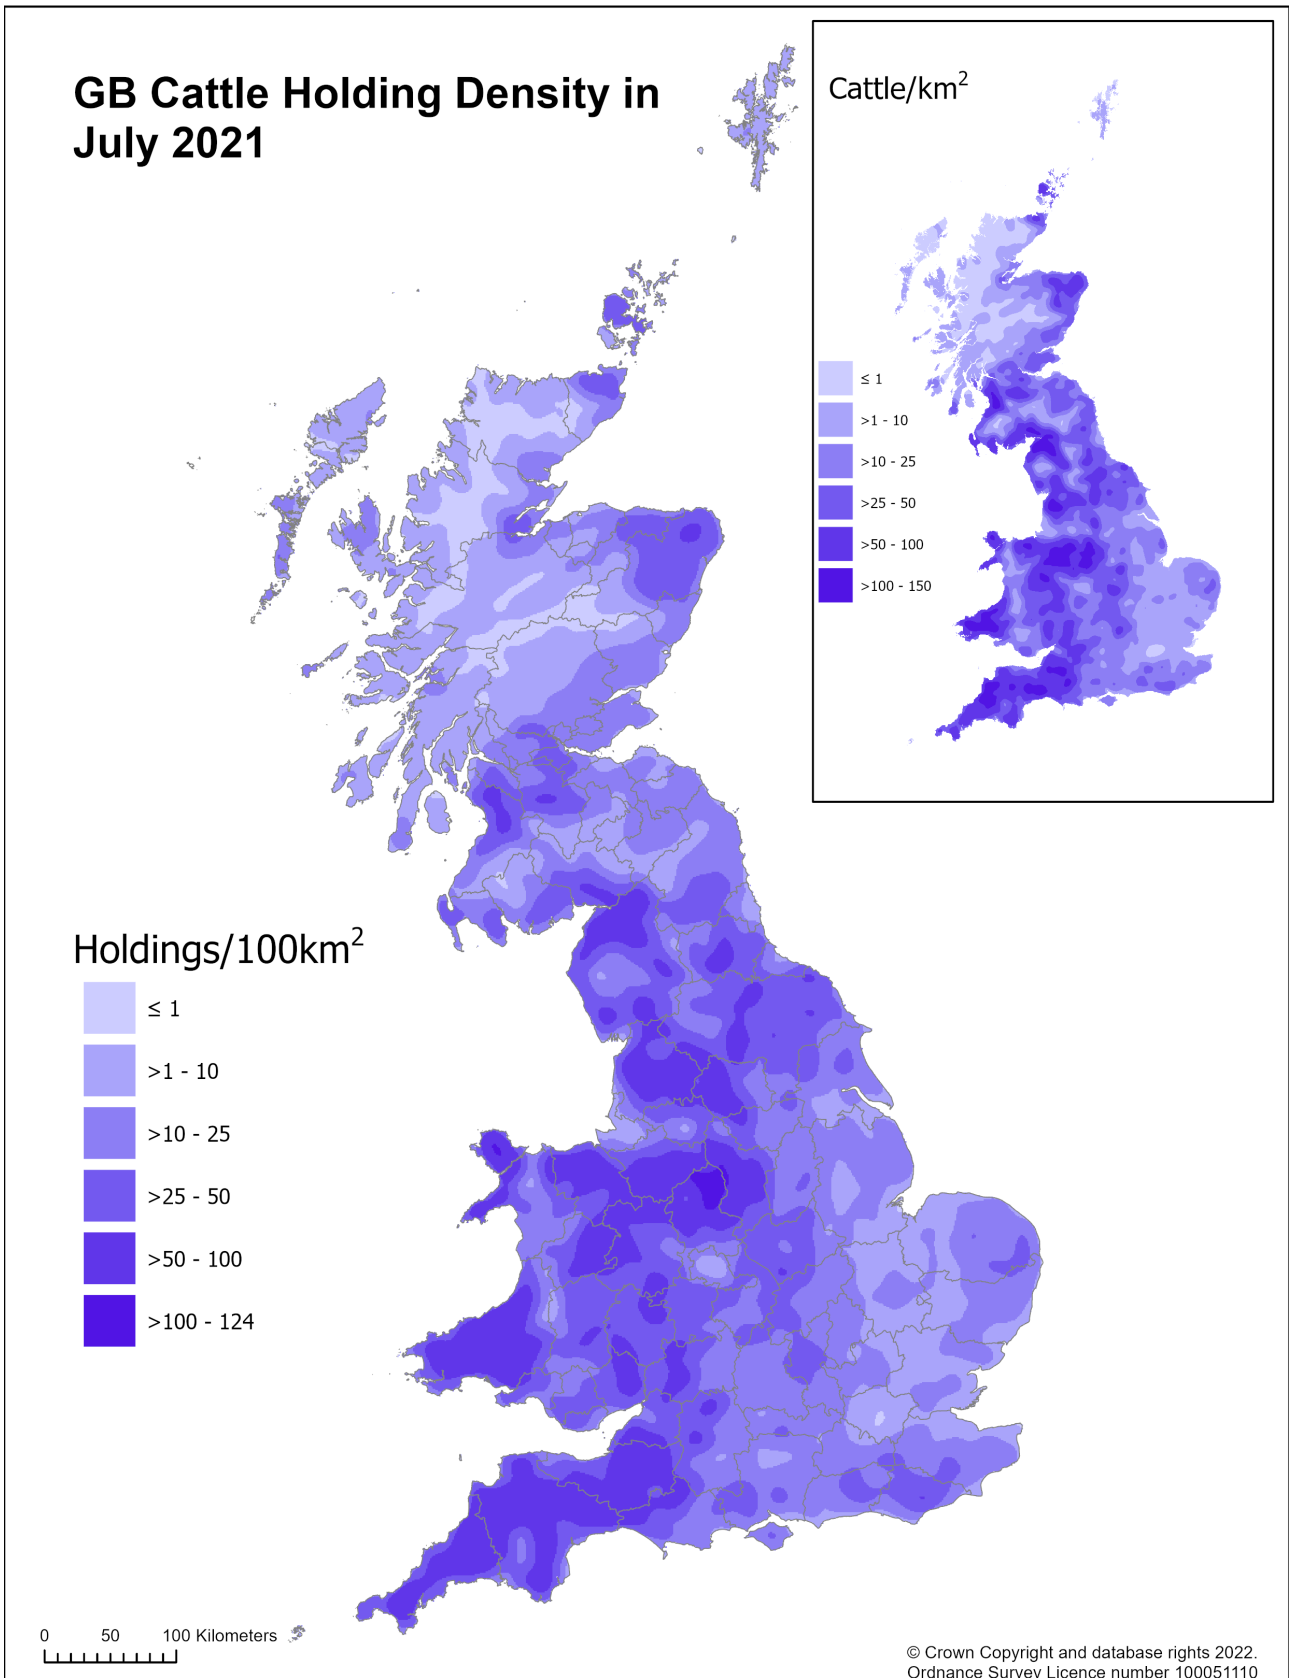 GB Cattle Holding Density in
July 2021
Cattle/km²
≤ 1
>1 - 10
>10 - 25
>25 - 50
>50 - 100
>100 - 150
Holdings/100km²
≤ 1
>1 - 10
>10 - 25
>25 - 50
>50 - 100
>100 - 124
0 50 100 Kilometers
© Crown Copyright and database rights 2022.
Ordnance Survey Licence number 100051110